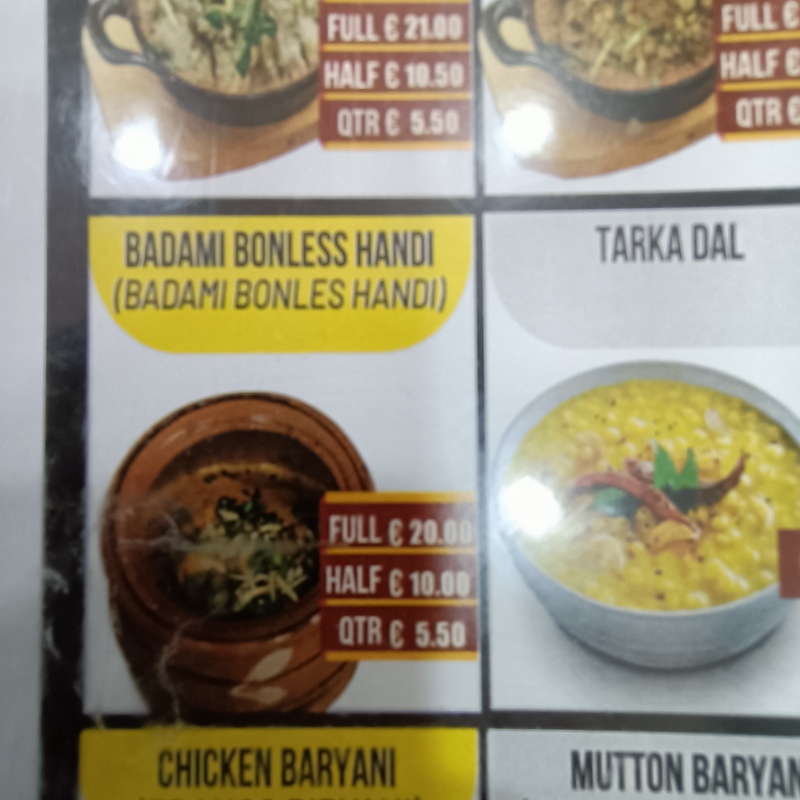 FULL € 21.00
HALF € 10.50
QTR € 5.50
FULL €
HALF €
QTR €
BADAMI BONLESS HANDI
(BADAMI BONLES HANDI)
FULL € 20.00
HALF € 10.00
QTR € 5.50
TARKA DAL
CHICKEN BARYANI
MUTTON BARYAN